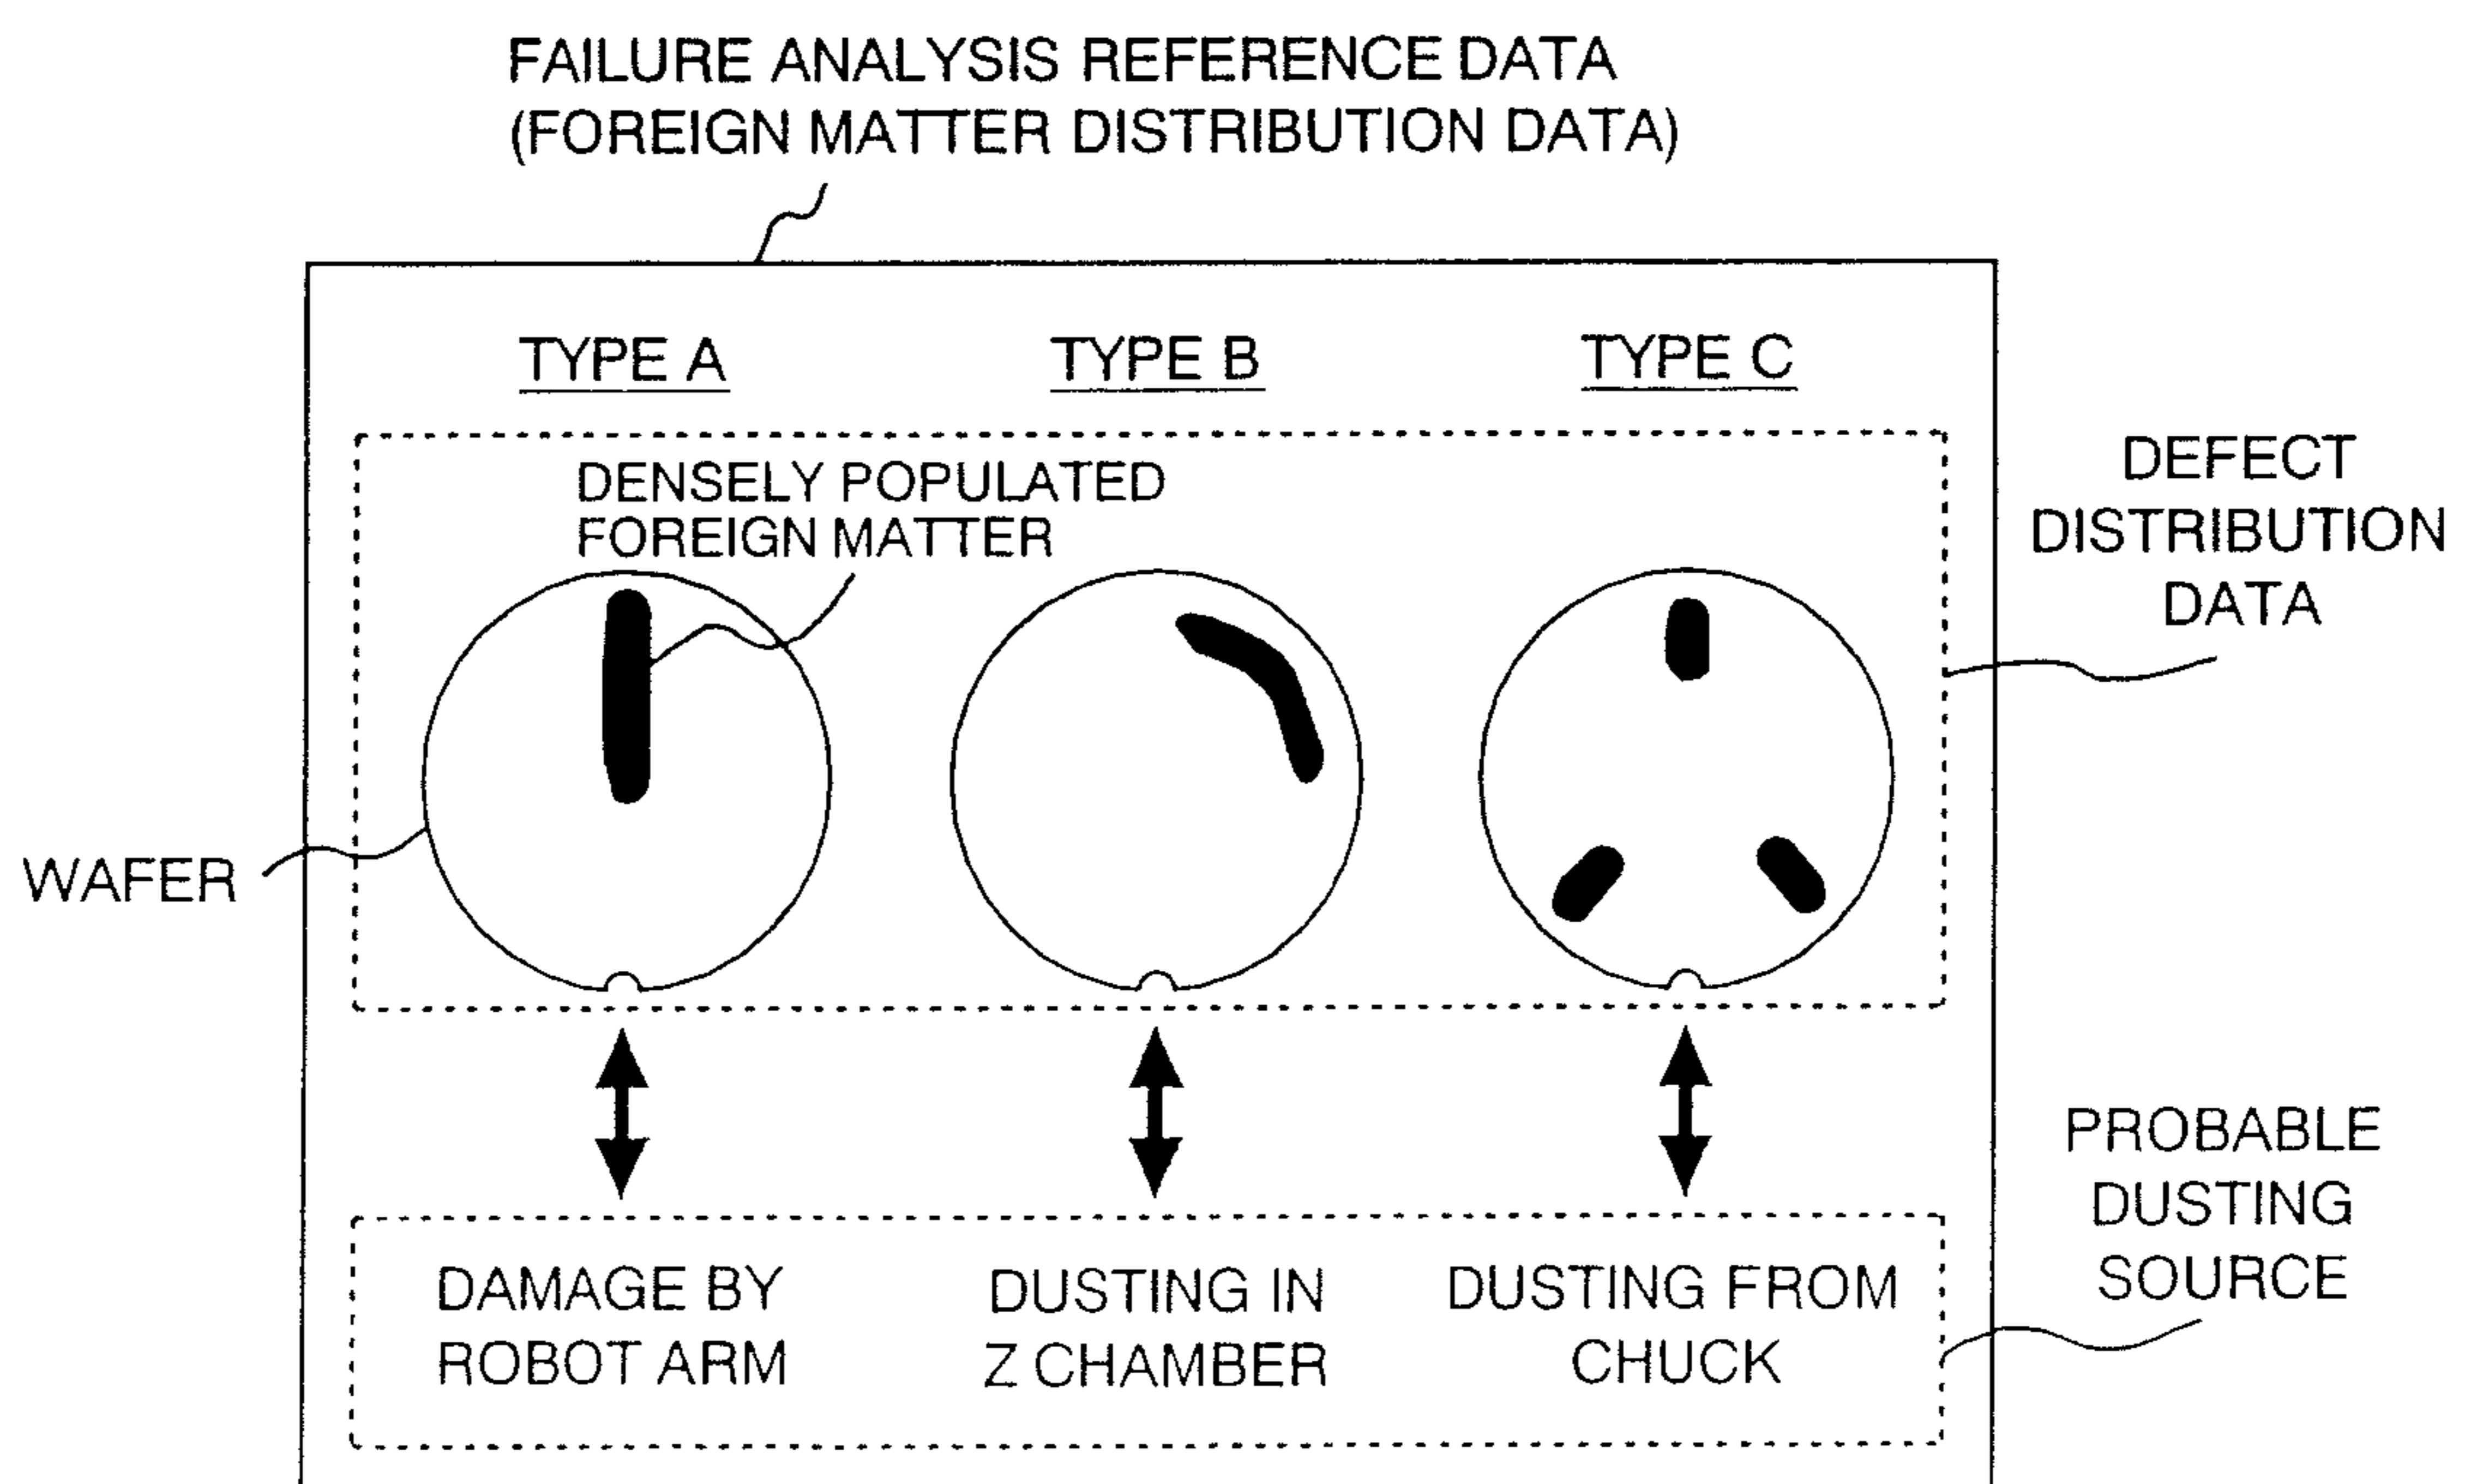 FAILURE ANALYSIS REFERENCE DATA
(FOREIGN MATTER DISTRIBUTION DATA)
TYPE A
TYPE B
TYPE C
DENSELY POPULATED
FOREIGN MATTER
DEFECT
DISTRIBUTION
DATA
WAFER
PROBABLE
DUSTING
SOURCE
DAMAGE BY
ROBOT ARM
DUSTING IN
Z CHAMBER
DUSTING FROM
CHUCK